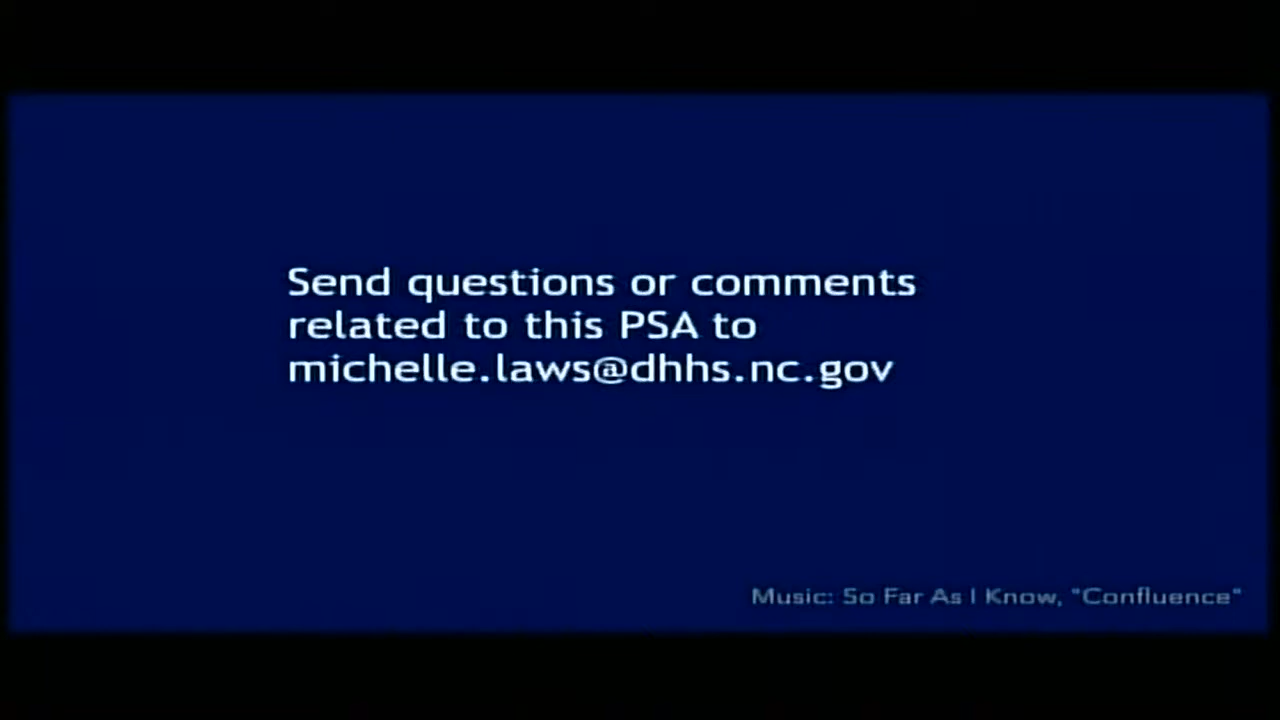 Send questions or comments
related to this PSA to
michelle.laws@dhhs.nc.gov
Music: So Far As I Know, "Confluence"